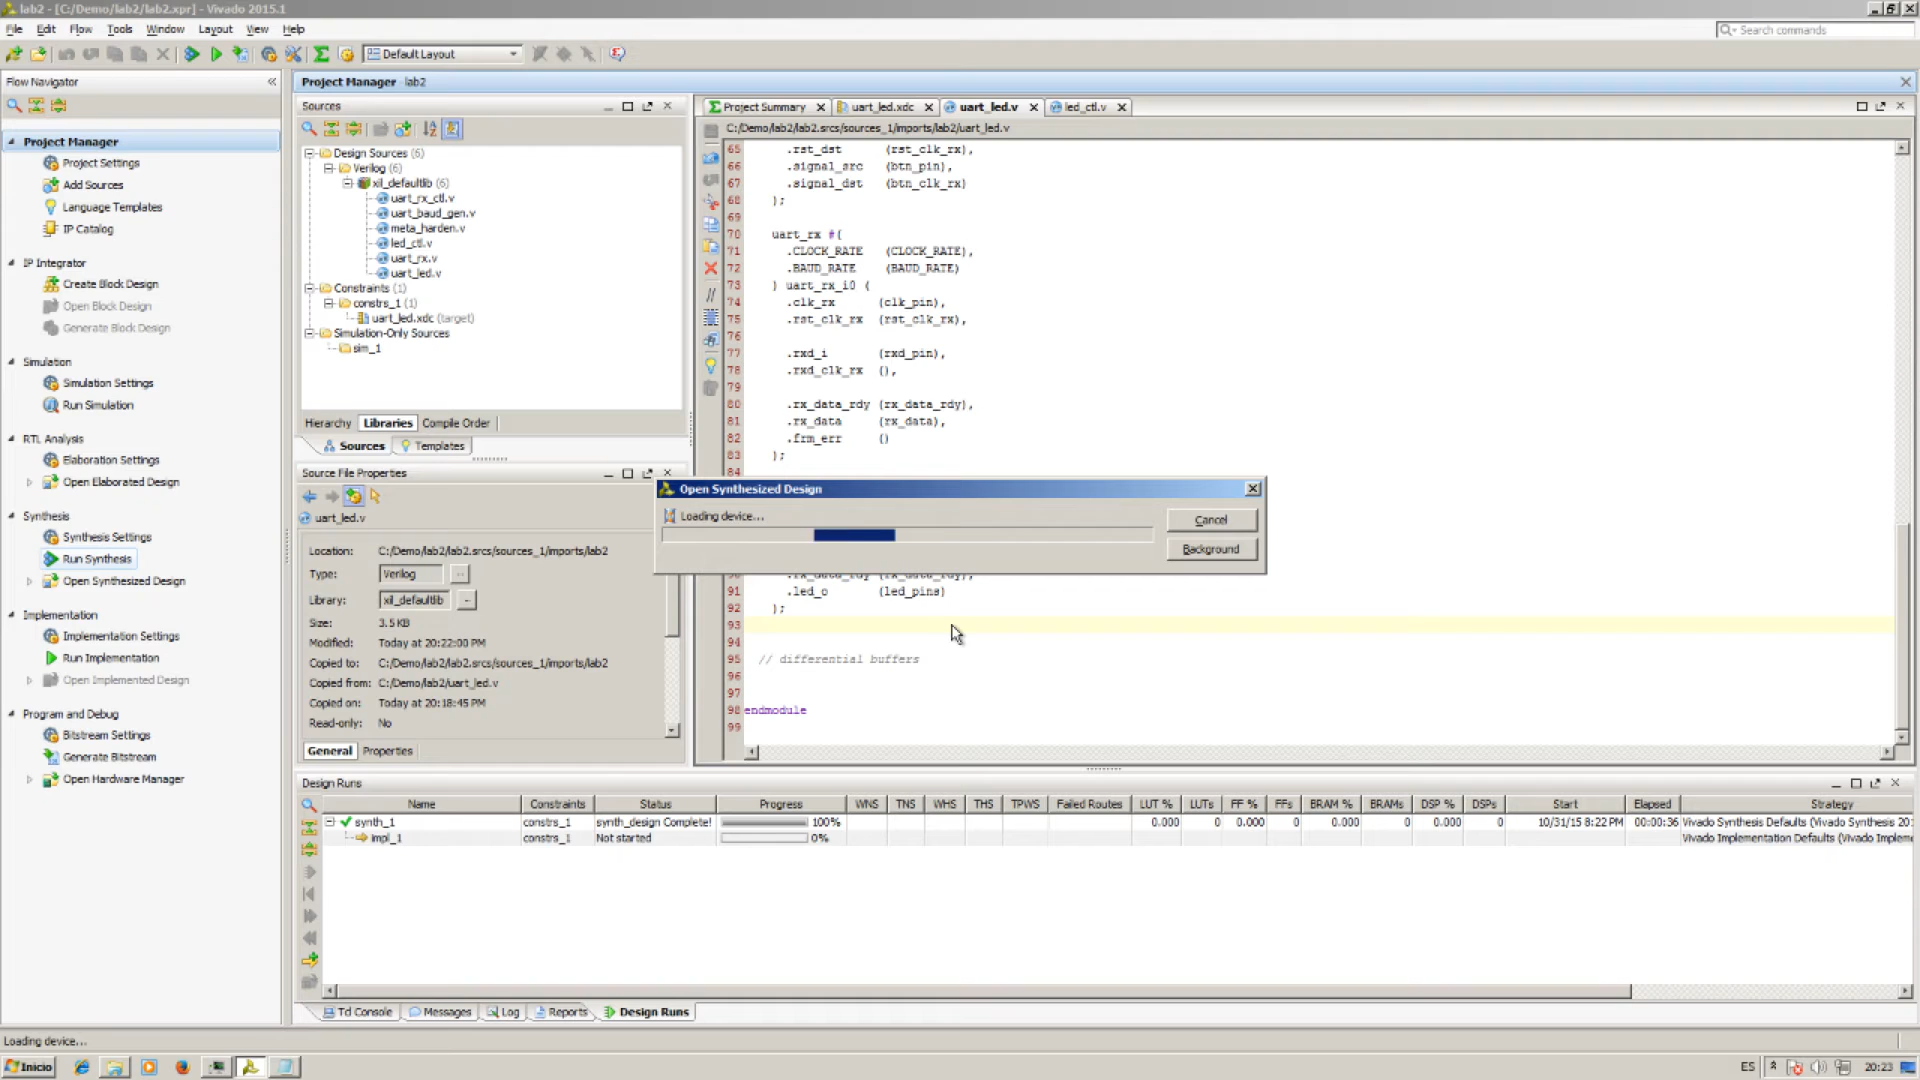 lab2 - [C:/Demo/lab2/lab2.xpr] - Vivado 2015.1
File Edit Flow Tools Window Layout View Help
Search commands
Default Layout
Flow Navigator
Project Manager
Project Settings
Add Sources
Language Templates
IP Catalog
IP Integrator
Create Block Design
Open Block Design
Generate Block Design
Simulation
Simulation Settings
Run Simulation
RTL Analysis
Elaboration Settings
Open Elaborated Design
Synthesis
Synthesis Settings
Run Synthesis
Open Synthesized Design
Implementation
Implementation Settings
Run Implementation
Open Implemented Design
Program and Debug
Bitstream Settings
Generate Bitstream
Open Hardware Manager
Project Manager - lab2
Sources
Design Sources (6)
Verilog (6)
xil_defaultlib (6)
uart_rx_ctl.v
uart_baud_gen.v
meta_harden.v
led_ctl.v
uart_rx.v
uart_led.v
Constraints (1)
constrs_1 (1)
uart_led.xdc (target)
Simulation-Only Sources
sim_1
Hierarchy Libraries Compile Order
Sources Templates
Source File Properties
uart_led.v
Location: C:/Demo/lab2/lab2.srcs/sources_1/imports/lab2
Type: Verilog ...
Library: xil_defaultlib ...
Size: 3.5 KB
Modified: Today at 20:22:00 PM
Copied to: C:/Demo/lab2/lab2.srcs/sources_1/imports/lab2
Copied from: C:/Demo/lab2/uart_led.v
Copied on: Today at 20:18:45 PM
Read-only: No
General Properties
Project Summary uart_led.xdc uart_led.v led_ctl.v
C:/Demo/lab2/lab2.srcs/sources_1/imports/lab2/uart_led.v
65 .rst_dst (rst_clk_rx),
66 .signal_src (btn_pin),
67 .signal_dst (btn_clk_rx)
68 );
69
70 uart_rx #(
71 .CLOCK_RATE (CLOCK_RATE),
72 .BAUD_RATE (BAUD_RATE)
73 ) uart_rx_i0 (
74 .clk_rx (clk_pin),
75 .rst_clk_rx (rst_clk_rx),
76
77 .rxd_i (rxd_pin),
78 .rxd_clk_rx (),
79
80 .rx_data_rdy (rx_data_rdy),
81 .rx_data (rx_data),
82 .frm_err ()
83 );
84
Open Synthesized Design
Loading device...
Cancel
Background
90 .rx_data_rdy (rx_data_rdy),
91 .led_o (led_pins)
92 );
93
94
95 // differential buffers
96
97
98 endmodule
99
Design Runs
Name Constraints Status Progress WNS TNS WHS THS TPWS Failed Routes LUT % LUTs FF % FFs BRAM % BRAMs DSP % DSPs Start Elapsed Strategy
synth_1 constrs_1 synth_design Complete! 100% 0.000 0 0.000 0 0.000 0 0.000 0 10/31/15 8:22 PM 00:00:36 Vivado Synthesis Defaults (Vivado Synthesis 20
impl_1 constrs_1 Not started 0% Vivado Implementation Defaults (Vivado Impleme
Tcl Console Messages Log Reports Design Runs
Loading device...
Inicio
ES
20:23